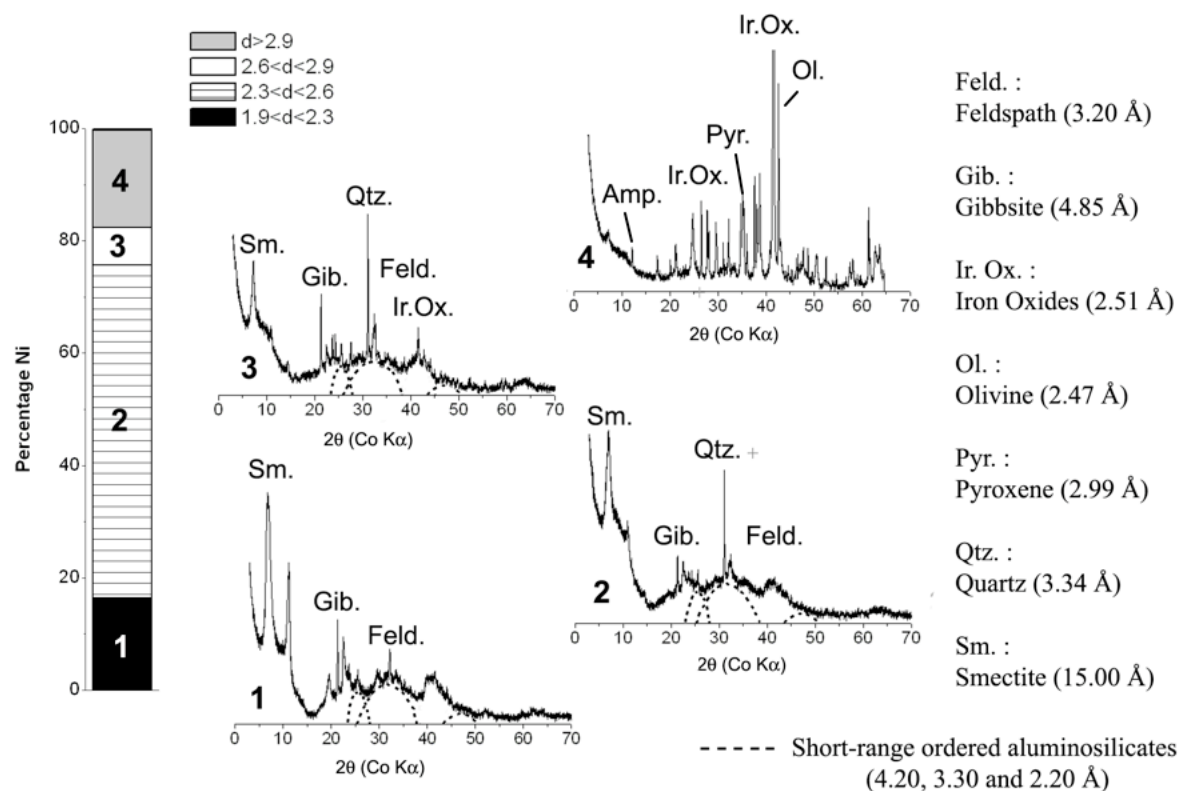 d>2.9
2.6<d<2.9
2.3<d<2.6
1.9<d<2.3
Percentage Ni
100
80
60
40
20
0
4
3
2
1
Sm.
Gib.
Qtz.
Feld.
Ir.Ox.
3
0 10 20 30 40 50 60 70
2θ (Co Kα)
Amp.
Ir.Ox.
Pyr.
Ir.Ox.
Ol.
4
0 10 20 30 40 50 60 70
2θ (Co Kα)
Sm.
Gib.
Feld.
1
0 10 20 30 40 50 60 70
2θ (Co Kα)
Sm.
Gib.
Qtz.
Feld.
2
0 10 20 30 40 50 60 70
2θ (Co Kα)
Feld. :
Feldspath (3.20 Å)
Gib. :
Gibbsite (4.85 Å)
Ir. Ox. :
Iron Oxides (2.51 Å)
Ol. :
Olivine (2.47 Å)
Pyr. :
Pyroxene (2.99 Å)
Qtz. :
Quartz (3.34 Å)
Sm. :
Smectite (15.00 Å)
Short-range ordered aluminosilicates
(4.20, 3.30 and 2.20 Å)